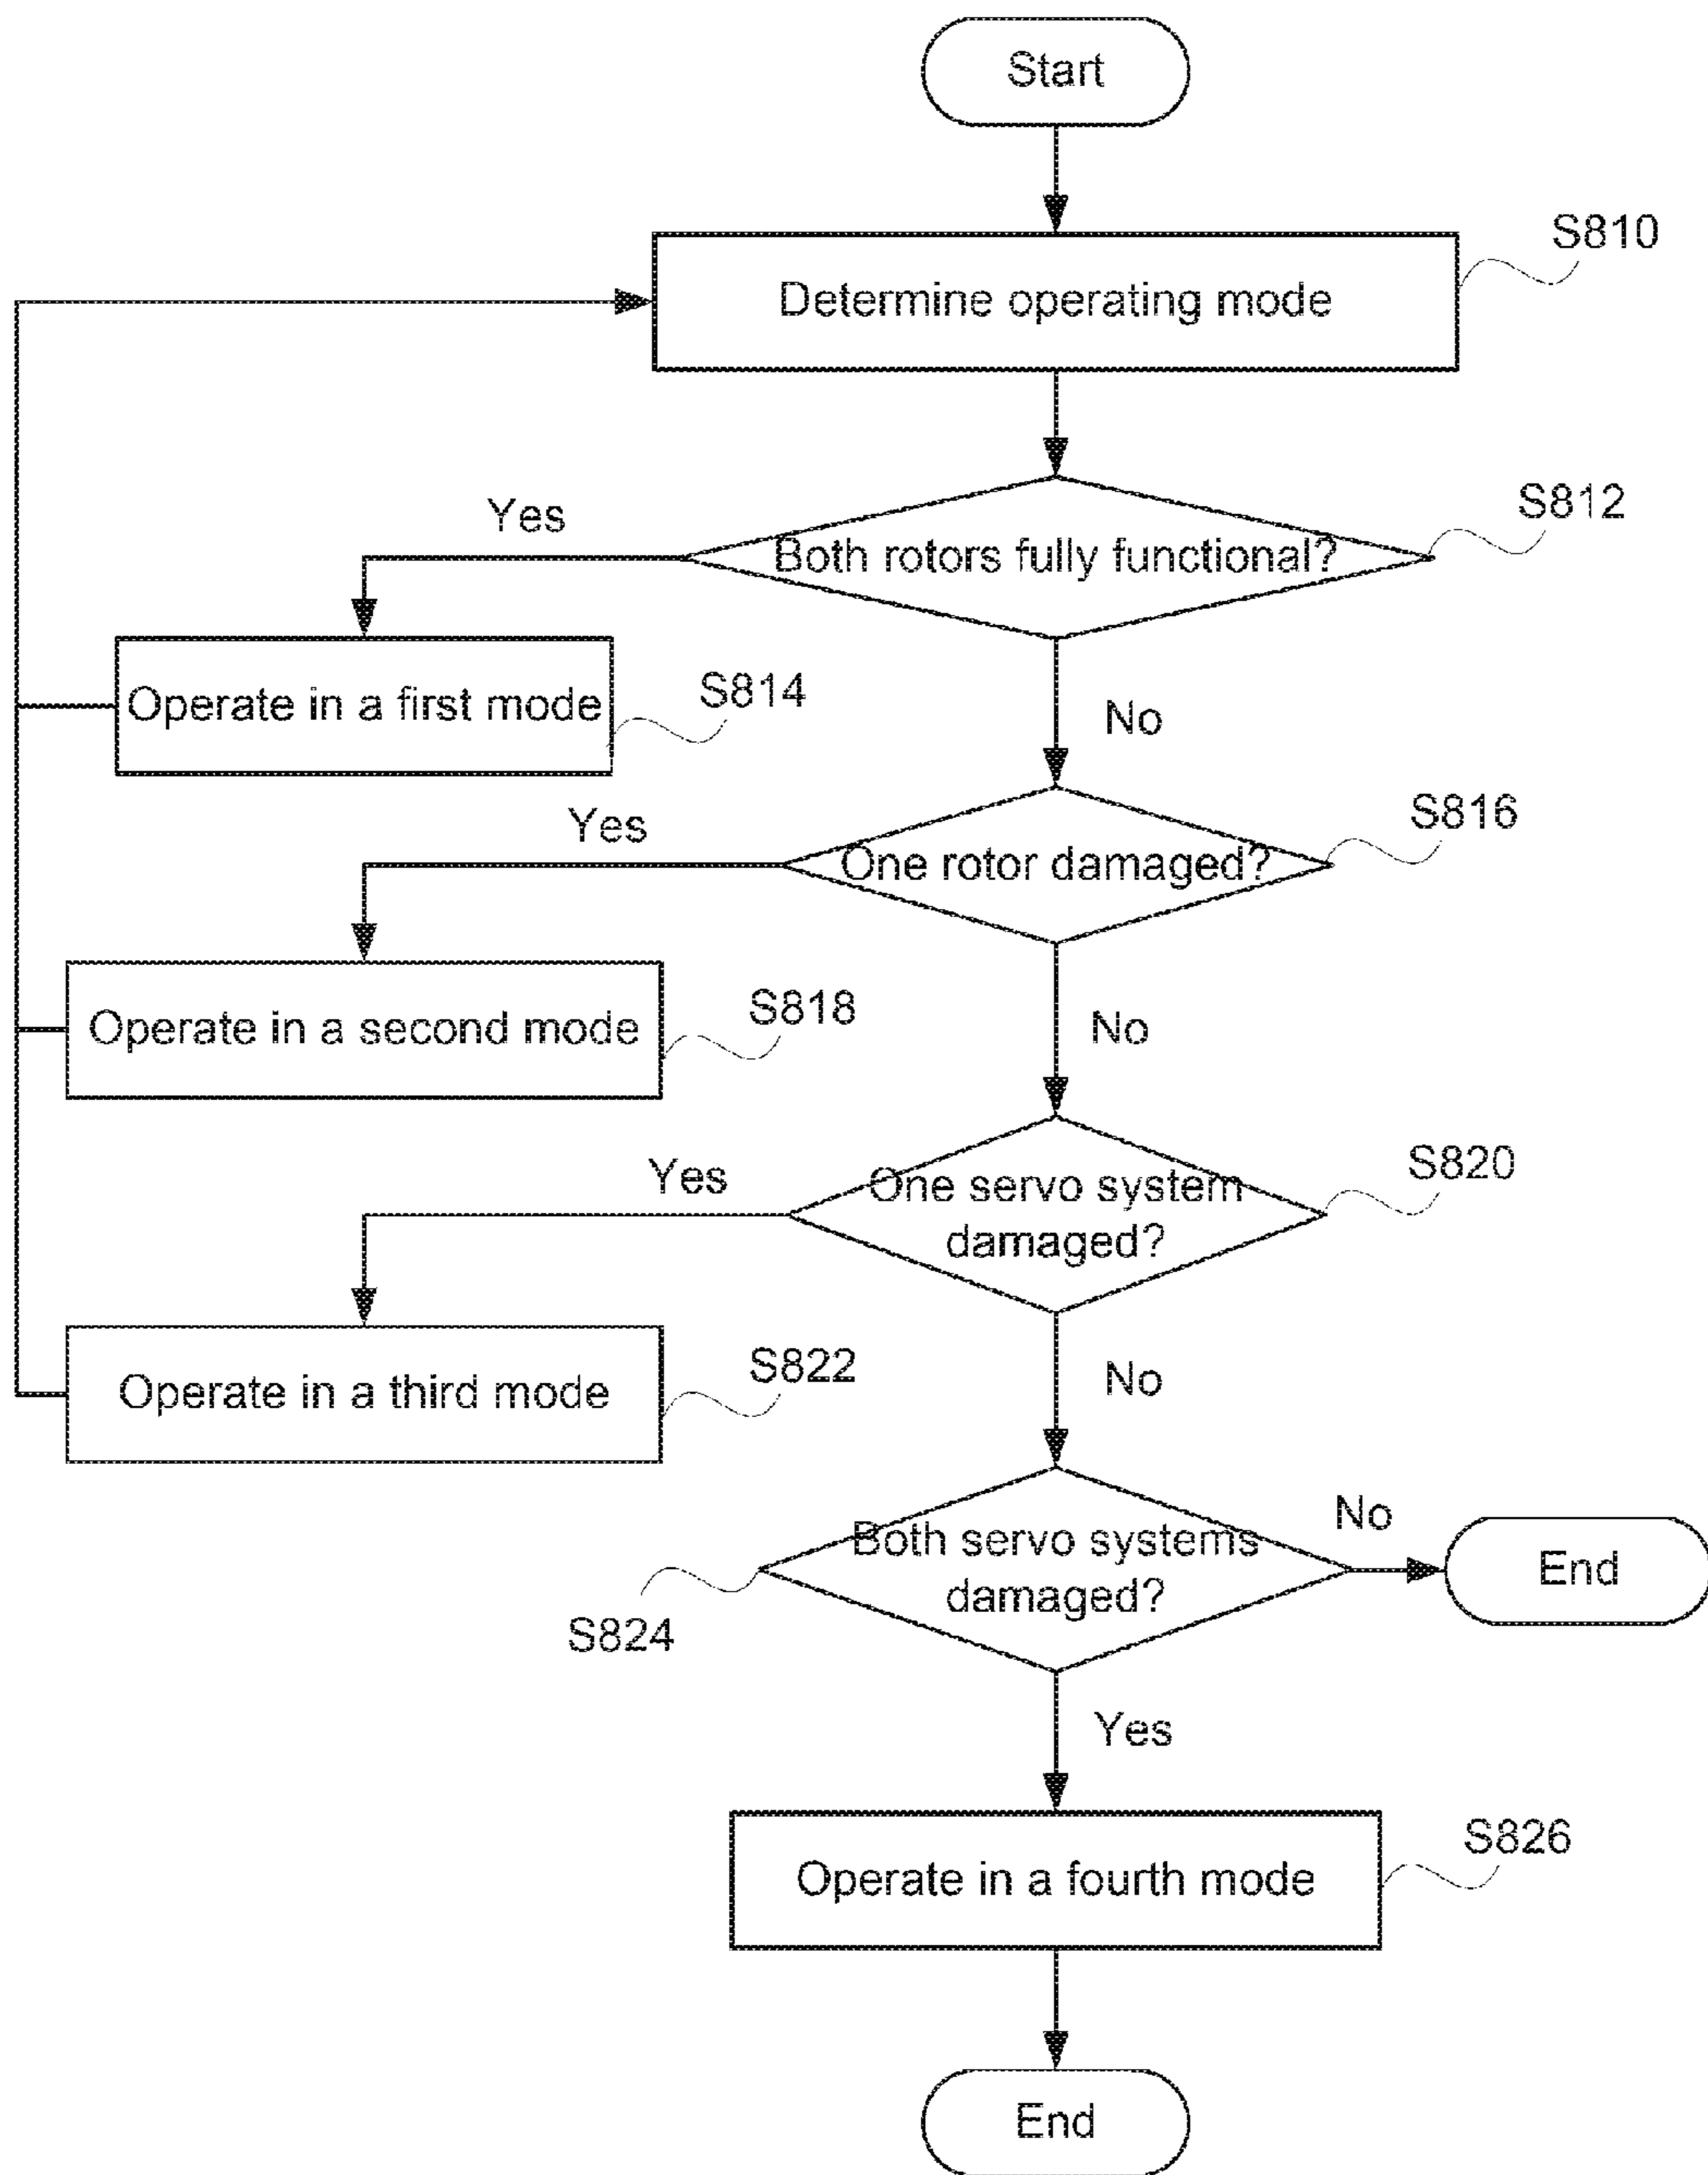 Start
S810
Determine operating mode
S812
Yes
Both rotors fully functional?
S814
Operate in a first mode
No
S816
Yes
One rotor damaged?
S818
Operate in a second mode
No
S820
Yes
One servo system
damaged?
S822
Operate in a third mode
No
No
Both servo systems
damaged?
End
S824
Yes
S826
Operate in a fourth mode
End